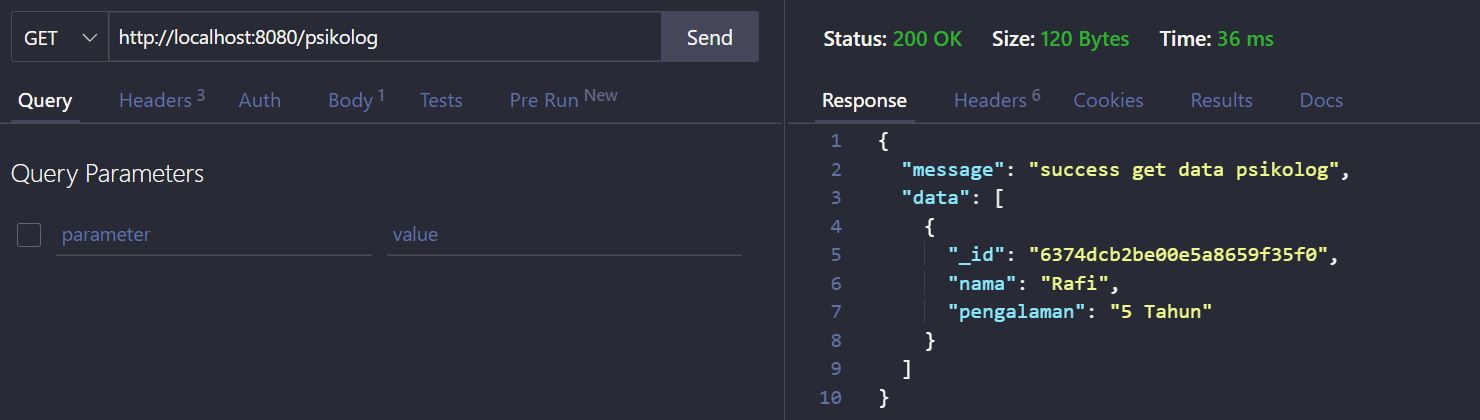 GET http://localhost:8080/psikolog Send
Query Headers 3 Auth Body 1 Tests Pre Run New
Query Parameters
parameter value
Status: 200 OK Size: 120 Bytes Time: 36 ms
Response Headers 6 Cookies Results Docs
1 {
2 "message": "success get data psikolog",
3 "data": [
4 {
5 "_id": "6374dcb2be00e5a8659f35f0",
6 "nama": "Rafi",
7 "pengalaman": "5 Tahun"
8 }
9 ]
10 }